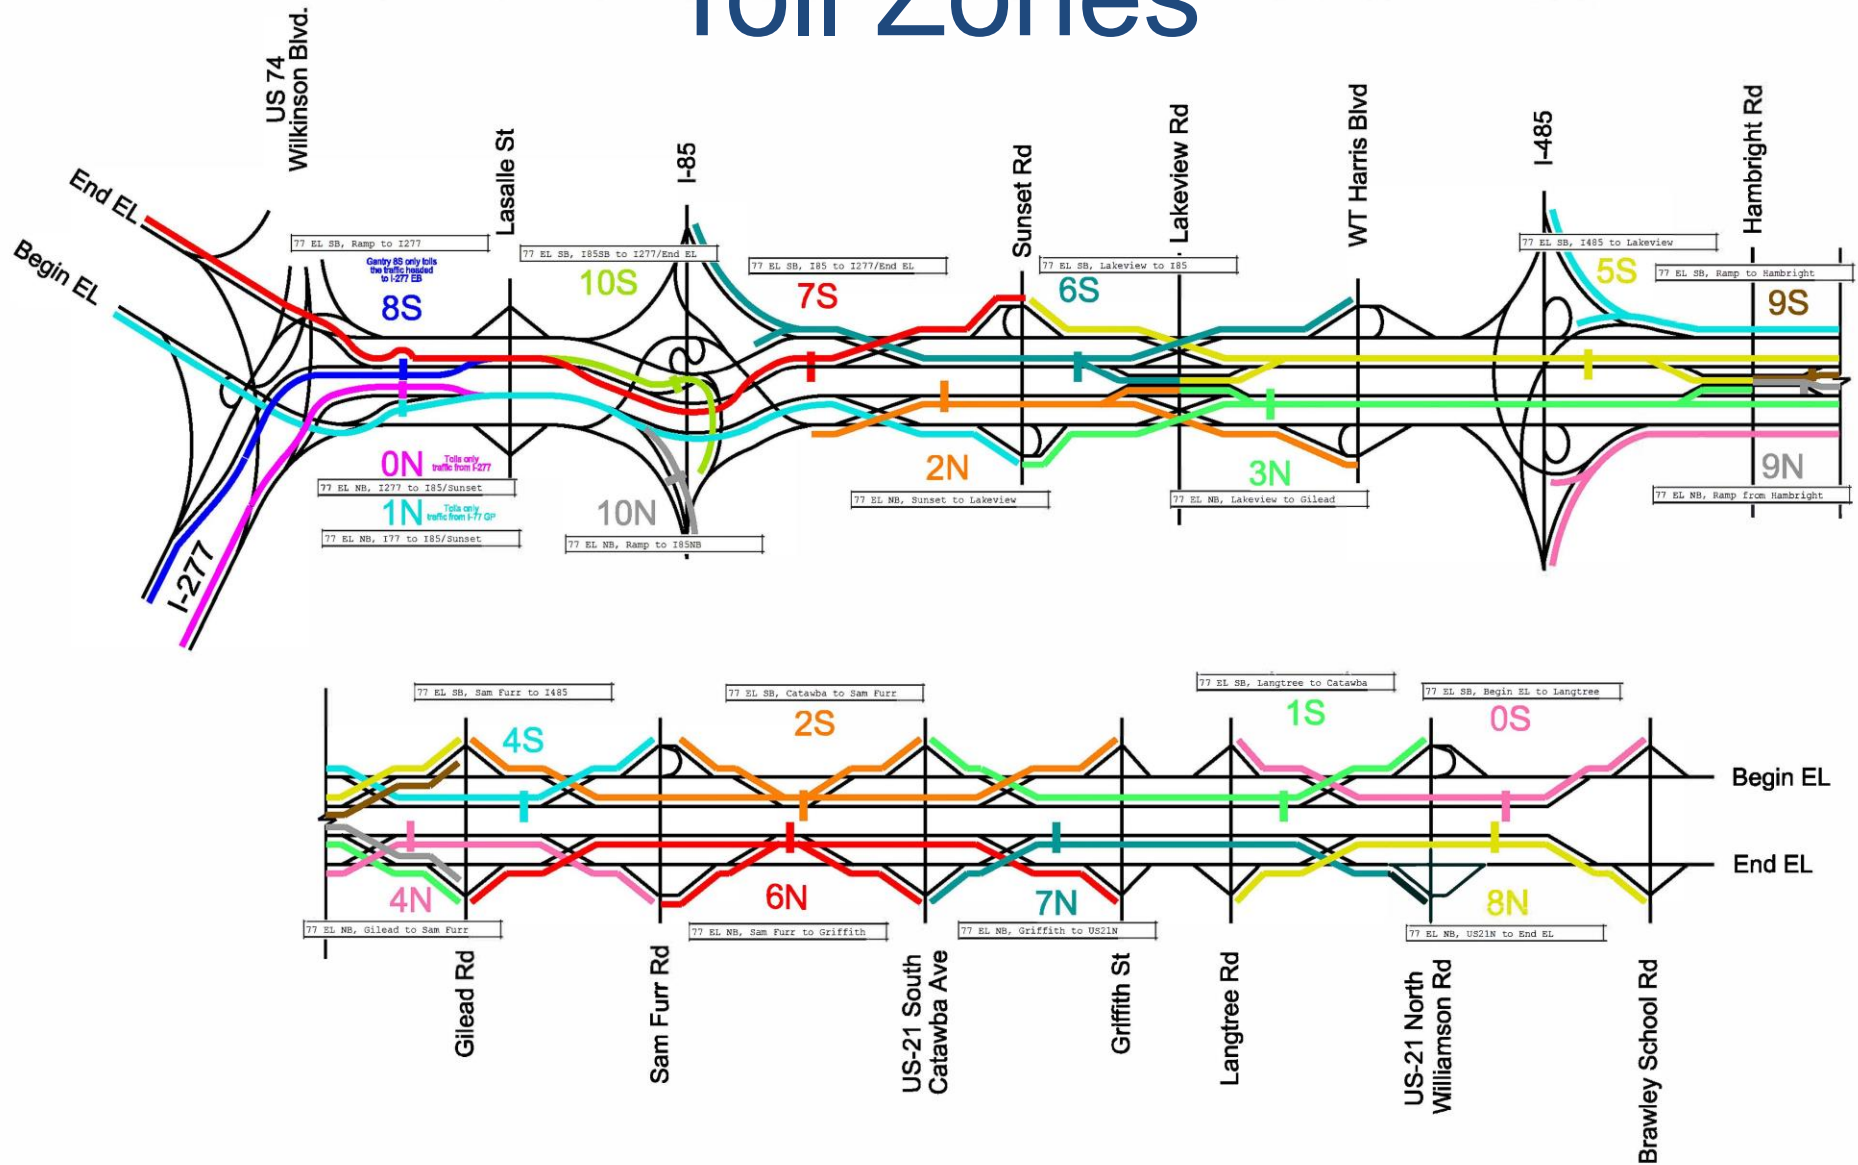 Toll Zones
US 74
Wilkinson Blvd.
Lasalle St
I-85
Sunset Rd
Lakeview Rd
WT Harris Blvd
I-485
Hambright Rd
End EL
Begin EL
I-277
77 EL SB, Ramp to I277
Gantry 8S only tolls
the traffic headed
to I-277 EB
8S
77 EL SB, I85SB to I277/End EL
10S
77 EL SB, I85 to I277/End EL
7S
77 EL SB, Lakeview to I85
6S
77 EL SB, I485 to Lakeview
5S
77 EL SB, Ramp to Hambright
9S
0N
Tolls only
traffic from I-277
77 EL NB, I277 to I85/Sunset
1N
Tolls only
traffic from I-77 GP
77 EL NB, I77 to I85/Sunset
10N
77 EL NB, Ramp to I85NB
2N
77 EL NB, Sunset to Lakeview
3N
77 EL NB, Lakeview to Gilead
9N
77 EL NB, Ramp from Hambright
77 EL SB, Sam Furr to I485
4S
77 EL SB, Catawba to Sam Furr
2S
77 EL SB, Langtree to Catawba
1S
77 EL SB, Begin EL to Langtree
0S
Begin EL
End EL
4N
77 EL NB, Gilead to Sam Furr
6N
77 EL NB, Sam Furr to Griffith
7N
77 EL NB, Griffith to US21N
8N
77 EL NB, US21N to End EL
Gilead Rd
Sam Furr Rd
US-21 South
Catawba Ave
Griffith St
Langtree Rd
US-21 North
Williamson Rd
Brawley School Rd